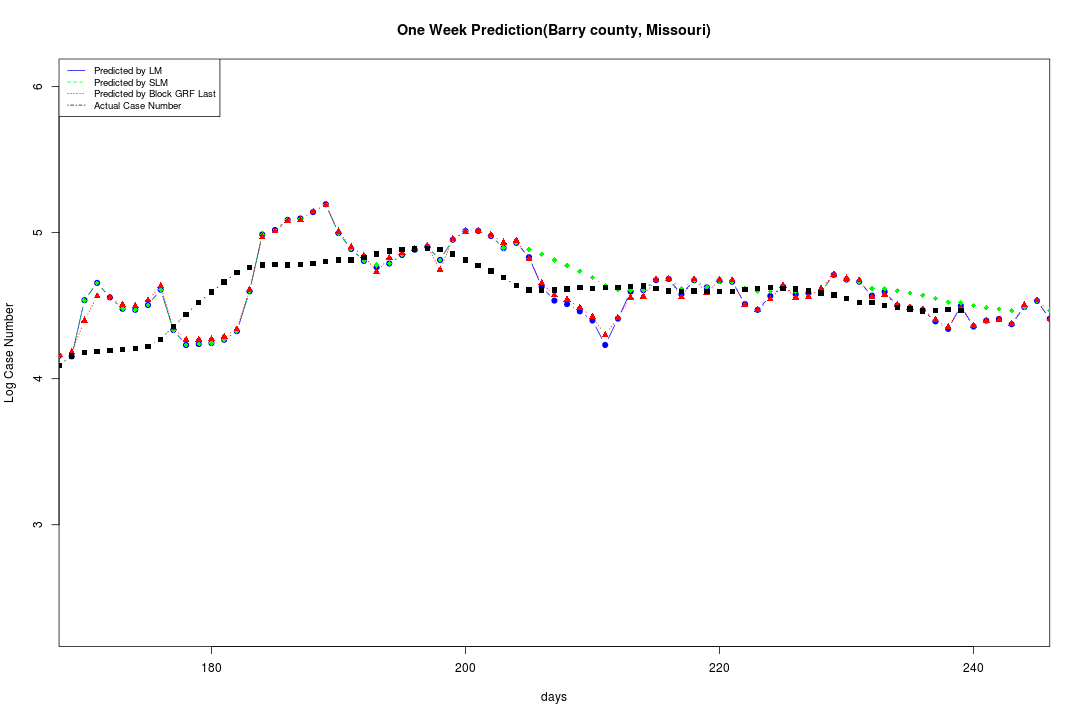 One Week Prediction(Barry county, Missouri)
Predicted by LM
Predicted by SLM
Predicted by Block GRF Last
Actual Case Number
6
5
4
3
Log Case Number
180
200
220
240
days